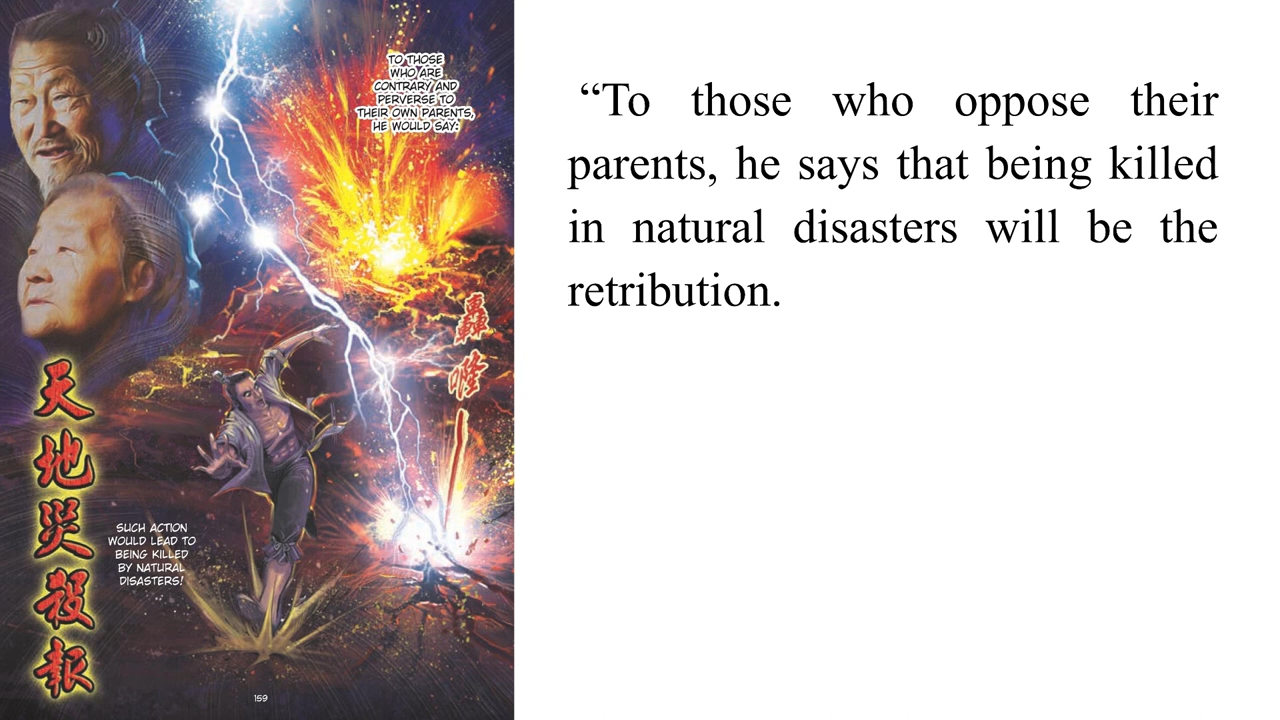 TO THOSE
WHO ARE
CONTRARY AND
PERVERSE TO
THEIR OWN PARENTS,
HE WOULD SAY:
轟
嚨
天
地
災
殺
報
SUCH ACTION
WOULD LEAD TO
BEING KILLED
BY NATURAL
DISASTERS!
159
“To those who oppose their
parents, he says that being killed
in natural disasters will be the
retribution.